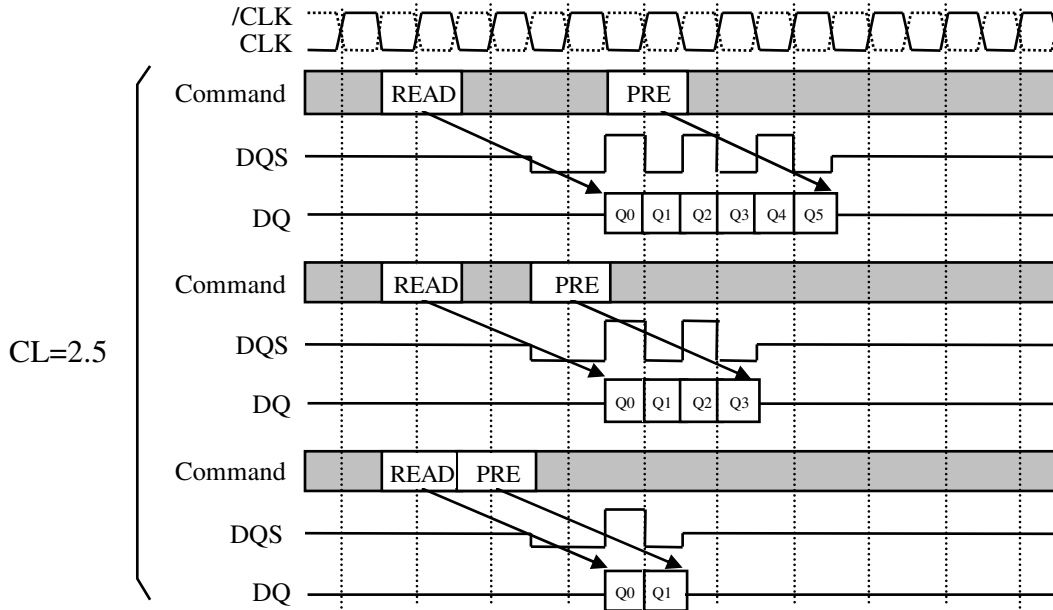 /CLK
CLK
Command READ PRE
DQS
DQ Q0 Q1 Q2 Q3 Q4 Q5
Command READ PRE
CL=2.5
DQS
DQ Q0 Q1 Q2 Q3
Command READ PRE
DQS
DQ Q0 Q1